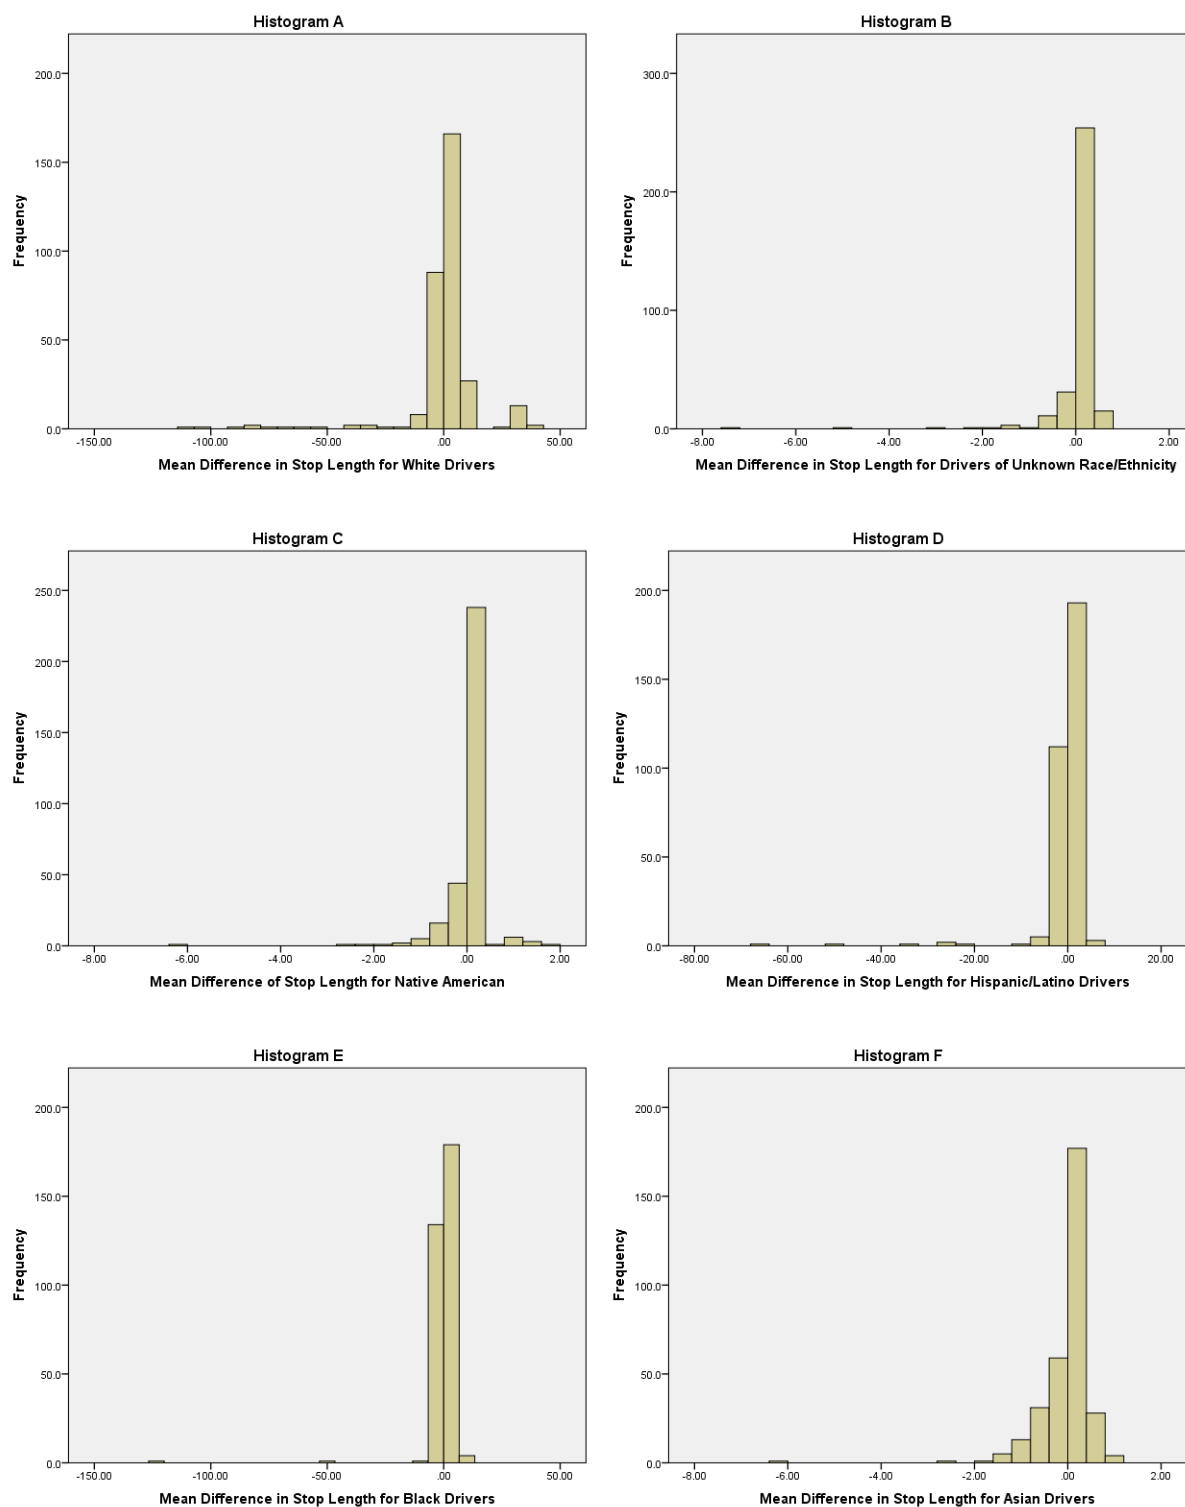 Histogram A
200.0
150.0
100.0
50.0
0.0
Frequency
-150.00 -100.00 -50.00 .00 50.00
Mean Difference in Stop Length for White Drivers
Histogram B
300.0
200.0
100.0
0.0
Frequency
-8.00 -6.00 -4.00 -2.00 .00 2.00
Mean Difference in Stop Length for Drivers of Unknown Race/Ethnicity
Histogram C
250.0
200.0
150.0
100.0
50.0
0.0
Frequency
-8.00 -6.00 -4.00 -2.00 .00 2.00
Mean Difference of Stop Length for Native American
Histogram D
200.0
150.0
100.0
50.0
0.0
Frequency
-80.00 -60.00 -40.00 -20.00 .00 20.00
Mean Difference in Stop Length for Hispanic/Latino Drivers
Histogram E
200.0
150.0
100.0
50.0
0.0
Frequency
-150.00 -100.00 -50.00 .00 50.00
Mean Difference in Stop Length for Black Drivers
Histogram F
200.0
150.0
100.0
50.0
0.0
Frequency
-8.00 -6.00 -4.00 -2.00 .00 2.00
Mean Difference in Stop Length for Asian Drivers